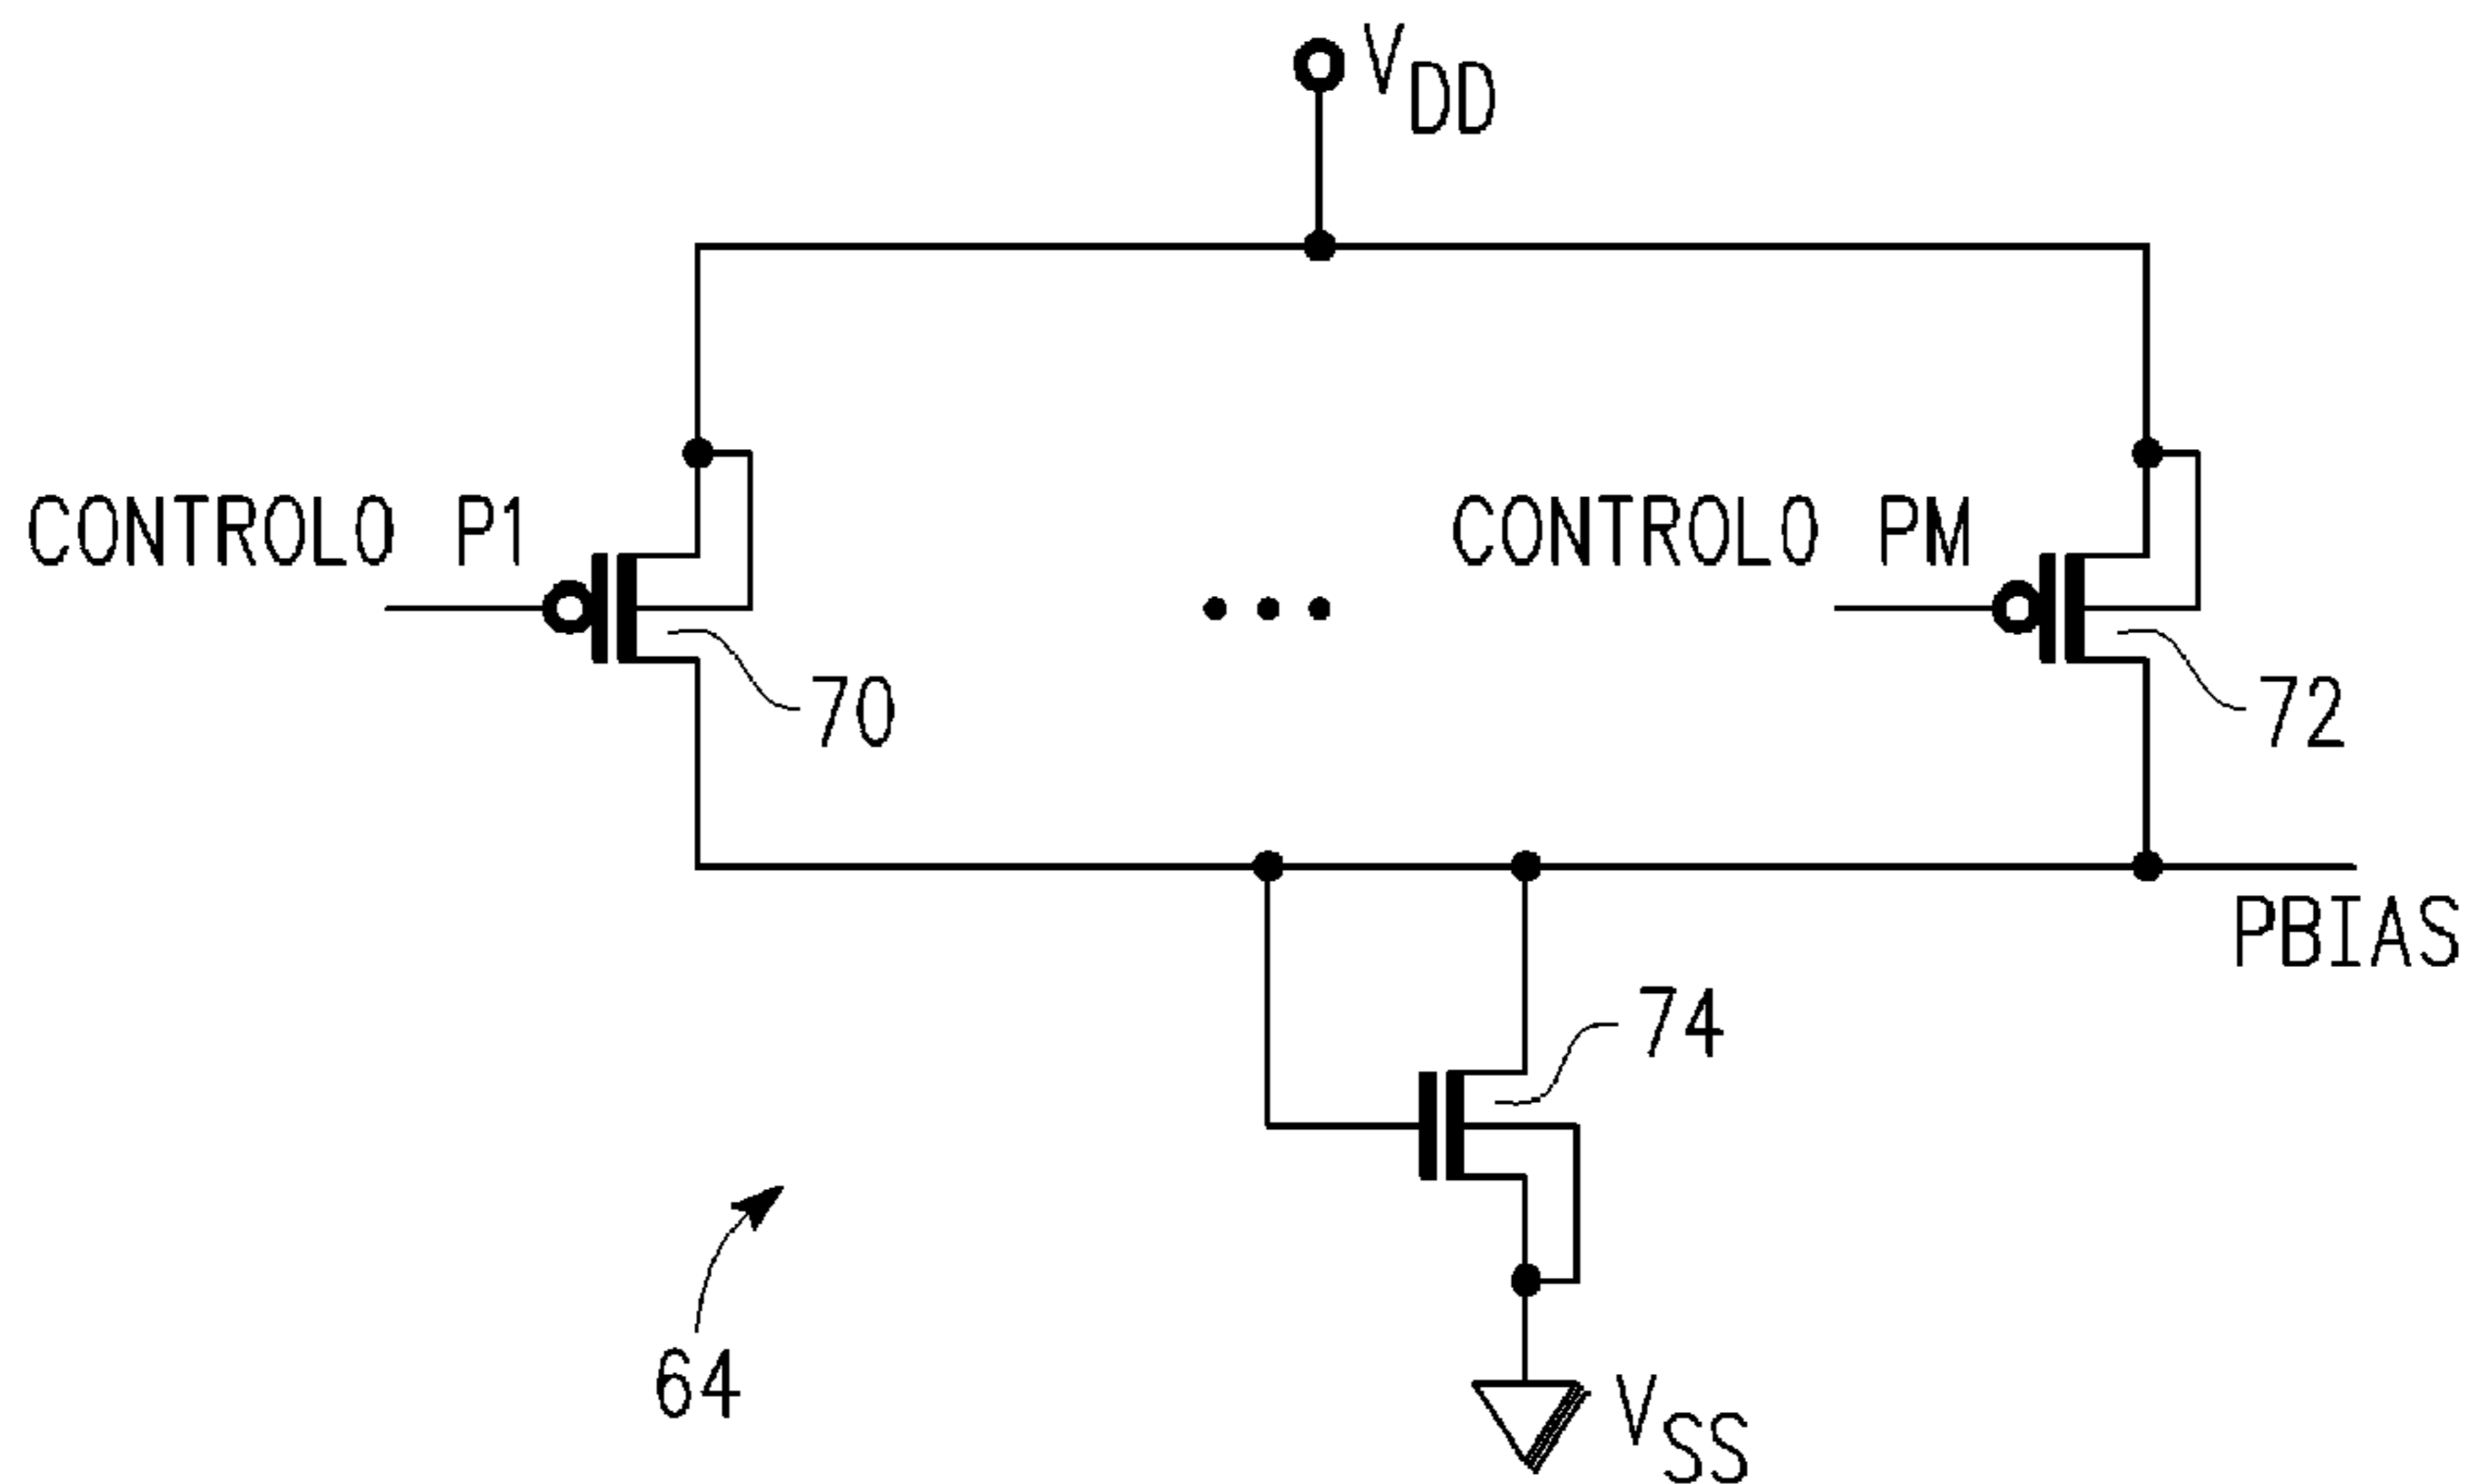 VDD
CONTROLO P1
CONTROLO PM
70
72
PBIAS
74
64
VSS